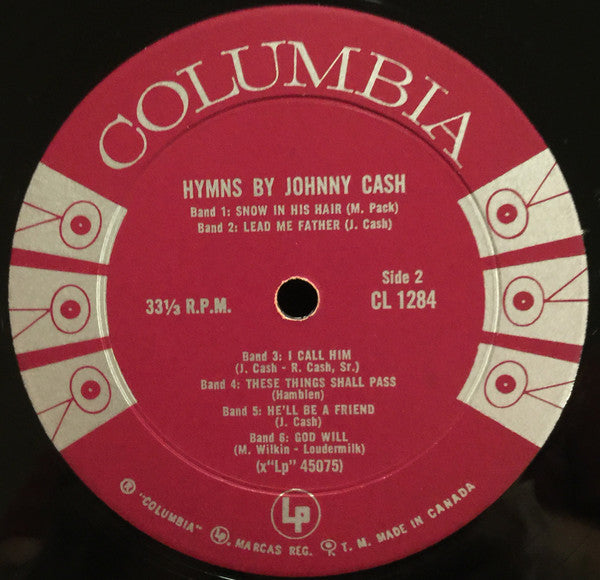 COLUMBIA
HYMNS BY JOHNNY CASH
Band 1: SNOW IN HIS HAIR (M. Pack)
Band 2: LEAD ME FATHER (J. Cash)
33⅓ R.P.M.
Side 2
CL 1284
Band 3: I CALL HIM
(J. Cash - R. Cash, Sr.)
Band 4: THESE THINGS SHALL PASS
(Hamblen)
Band 5: HE'LL BE A FRIEND
(J. Cash)
Band 6: GOD WILL
(M. Wilkin - Loudermilk)
(x"Lp" 45075)
Lp
® "COLUMBIA" Ⓟ. MARCAS REG. T. M. MADE IN CANADA